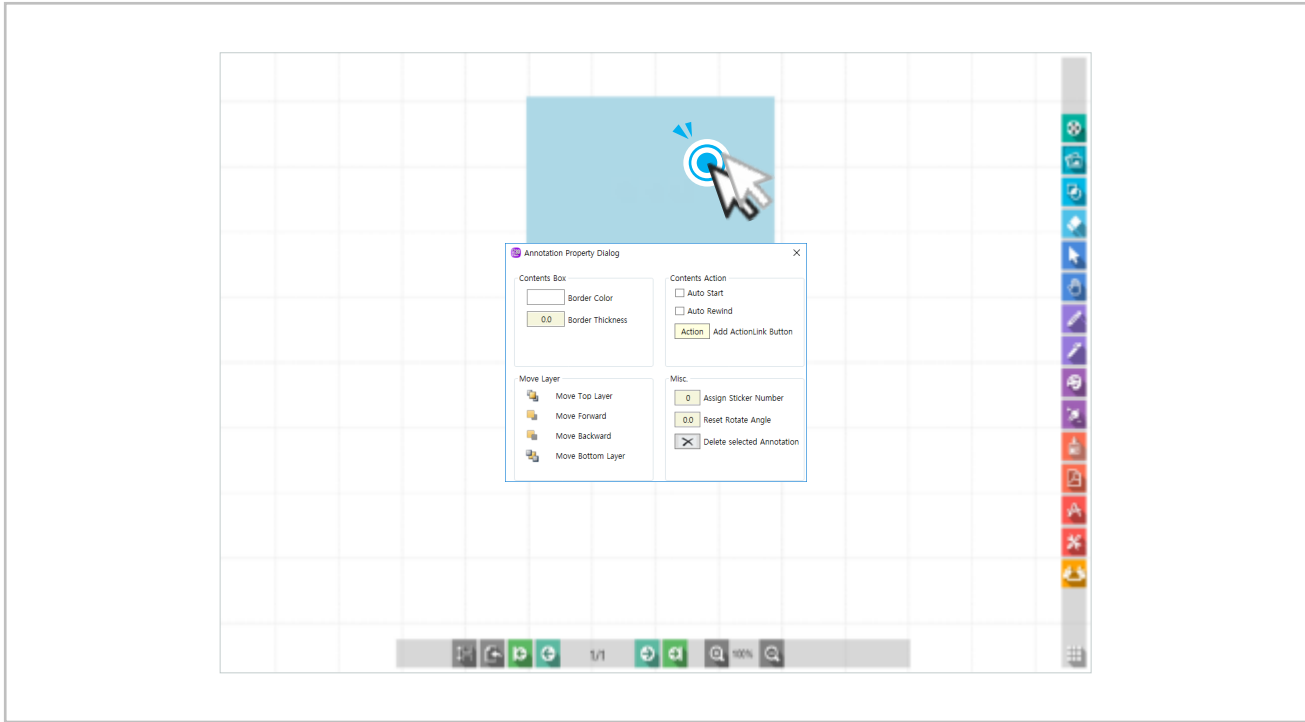 Annotation Property Dialog
Contents Box
Border Color
0.0 Border Thickness
Contents Action
Auto Start
Auto Rewind
Action Add ActionLink Button
Move Layer
Move Top Layer
Move Forward
Move Backward
Move Bottom Layer
Misc.
0 Assign Sticker Number
0.0 Reset Rotate Angle
Delete selected Annotation
1/1 100%